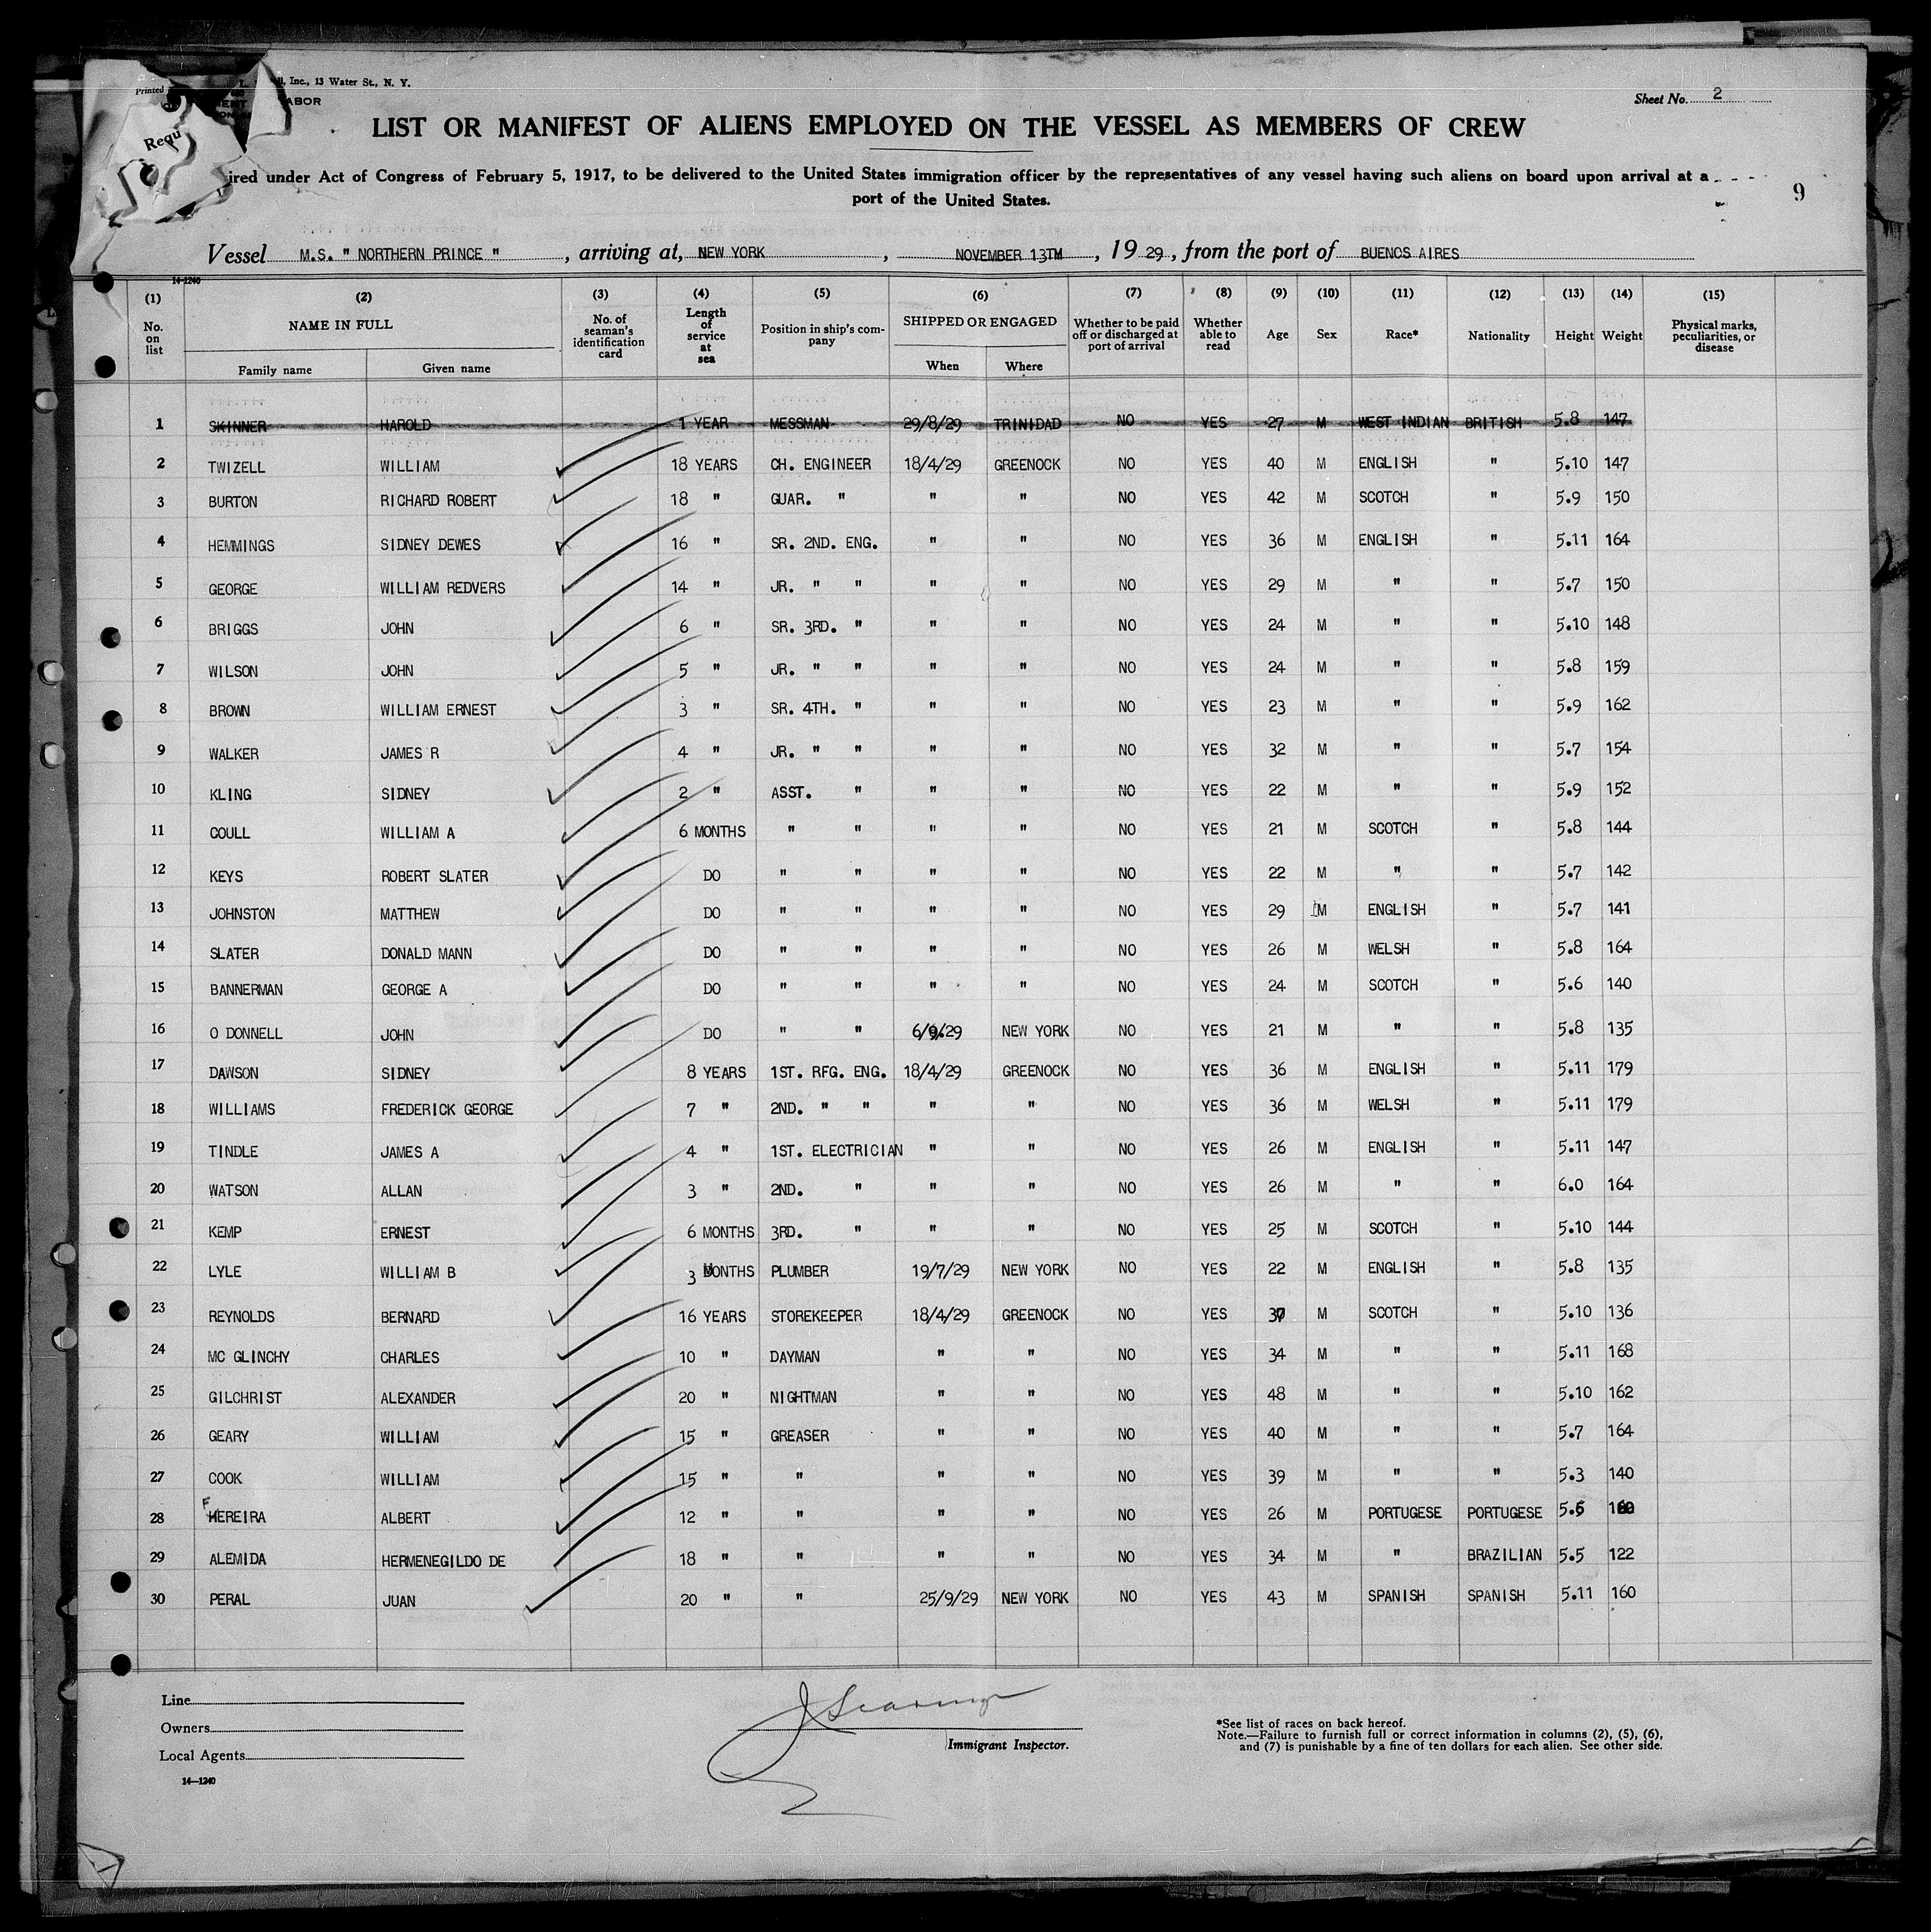 Printed
Inc., 13 Water St., N. Y.
LABOR
Sheet No. 2
LIST OR MANIFEST OF ALIENS EMPLOYED ON THE VESSEL AS MEMBERS OF CREW
Required under Act of Congress of February 5, 1917, to be delivered to the United States immigration officer by the representatives of any vessel having such aliens on board upon arrival at a
port of the United States.
9
Vessel M.S. " NORTHERN PRINCE " , arriving at, NEW YORK , NOVEMBER 13TH , 19 29 , from the port of BUENOS AIRES
14-1240
(1) (2) (3) (4) (5) (6) (7) (8) (9) (10) (11) (12) (13) (14) (15)
No. on list NAME IN FULL Family name Given name No. of seaman's identification card Length of service at sea Position in ship's company SHIPPED OR ENGAGED When Where Whether to be paid off or discharged at port of arrival Whether able to read Age Sex Race* Nationality Height Weight Physical marks, peculiarities, or disease
1 SKINNER HAROLD 1 YEAR MESSMAN 29/8/29 TRINIDAD NO YES 27 M WEST INDIAN BRITISH 5.8 147
2 TWIZELL WILLIAM 18 YEARS CH. ENGINEER 18/4/29 GREENOCK NO YES 40 M ENGLISH " 5.10 147
3 BURTON RICHARD ROBERT 18 " GUAR. " " " NO YES 42 M SCOTCH " 5.9 150
4 HEMMINGS SIDNEY DEWES 16 " SR. 2ND. ENG. " " NO YES 36 M ENGLISH " 5.11 164
5 GEORGE WILLIAM REDVERS 14 " JR. " " " " NO YES 29 M " " 5.7 150
6 BRIGGS JOHN 6 " SR. 3RD. " " " NO YES 24 M " " 5.10 148
7 WILSON JOHN 5 " JR. " " " " NO YES 24 M " " 5.8 159
8 BROWN WILLIAM ERNEST 3 " SR. 4TH. " " " NO YES 23 M " " 5.9 162
9 WALKER JAMES R 4 " JR. " " " " NO YES 32 M " " 5.7 154
10 KLING SIDNEY 2 " ASST. " " " NO YES 22 M " " 5.9 152
11 COULL WILLIAM A 6 MONTHS " " " " NO YES 21 M SCOTCH " 5.8 144
12 KEYS ROBERT SLATER DO " " " " NO YES 22 M " " 5.7 142
13 JOHNSTON MATTHEW DO " " " " NO YES 29 M ENGLISH " 5.7 141
14 SLATER DONALD MANN DO " " " " NO YES 26 M WELSH " 5.8 164
15 BANNERMAN GEORGE A DO " " " " NO YES 24 M SCOTCH " 5.6 140
16 O DONNELL JOHN DO " " 6/9/29 NEW YORK NO YES 21 M " " 5.8 135
17 DAWSON SIDNEY 8 YEARS 1ST. RFG. ENG. 18/4/29 GREENOCK NO YES 36 M ENGLISH " 5.11 179
18 WILLIAMS FREDERICK GEORGE 7 " 2ND. " " " " NO YES 36 M WELSH " 5.11 179
19 TINDLE JAMES A 4 " 1ST. ELECTRICIAN " " NO YES 26 M ENGLISH " 5.11 147
20 WATSON ALLAN 3 " 2ND. " " " NO YES 26 M " " 6.0 164
21 KEMP ERNEST 6 MONTHS 3RD. " " " NO YES 25 M SCOTCH " 5.10 144
22 LYLE WILLIAM B 3 MONTHS PLUMBER 19/7/29 NEW YORK NO YES 22 M ENGLISH " 5.8 135
23 REYNOLDS BERNARD 16 YEARS STOREKEEPER 18/4/29 GREENOCK NO YES 37 M SCOTCH " 5.10 136
24 MC GLINCHY CHARLES 10 " DAYMAN " " NO YES 34 M " " 5.11 168
25 GILCHRIST ALEXANDER 20 " NIGHTMAN " " NO YES 48 M " " 5.10 162
26 GEARY WILLIAM 15 " GREASER " " NO YES 40 M " " 5.7 164
27 COOK WILLIAM 15 " " " " NO YES 39 M " " 5.3 140
28 FEREIRA ALBERT 12 " " " " NO YES 26 M PORTUGESE PORTUGESE 5.6
29 ALEMIDA HERMENEGILDO DE 18 " " " " NO YES 34 M " BRAZILIAN 5.5 122
30 PERAL JUAN 20 " " 25/9/29 NEW YORK NO YES 43 M SPANISH SPANISH 5.11 160
Line
Owners
Local Agents
14—1240
Immigrant Inspector.
*See list of races on back hereof.
Note.—Failure to furnish full or correct information in columns (2), (5), (6),
and (7) is punishable by a fine of ten dollars for each alien. See other side.